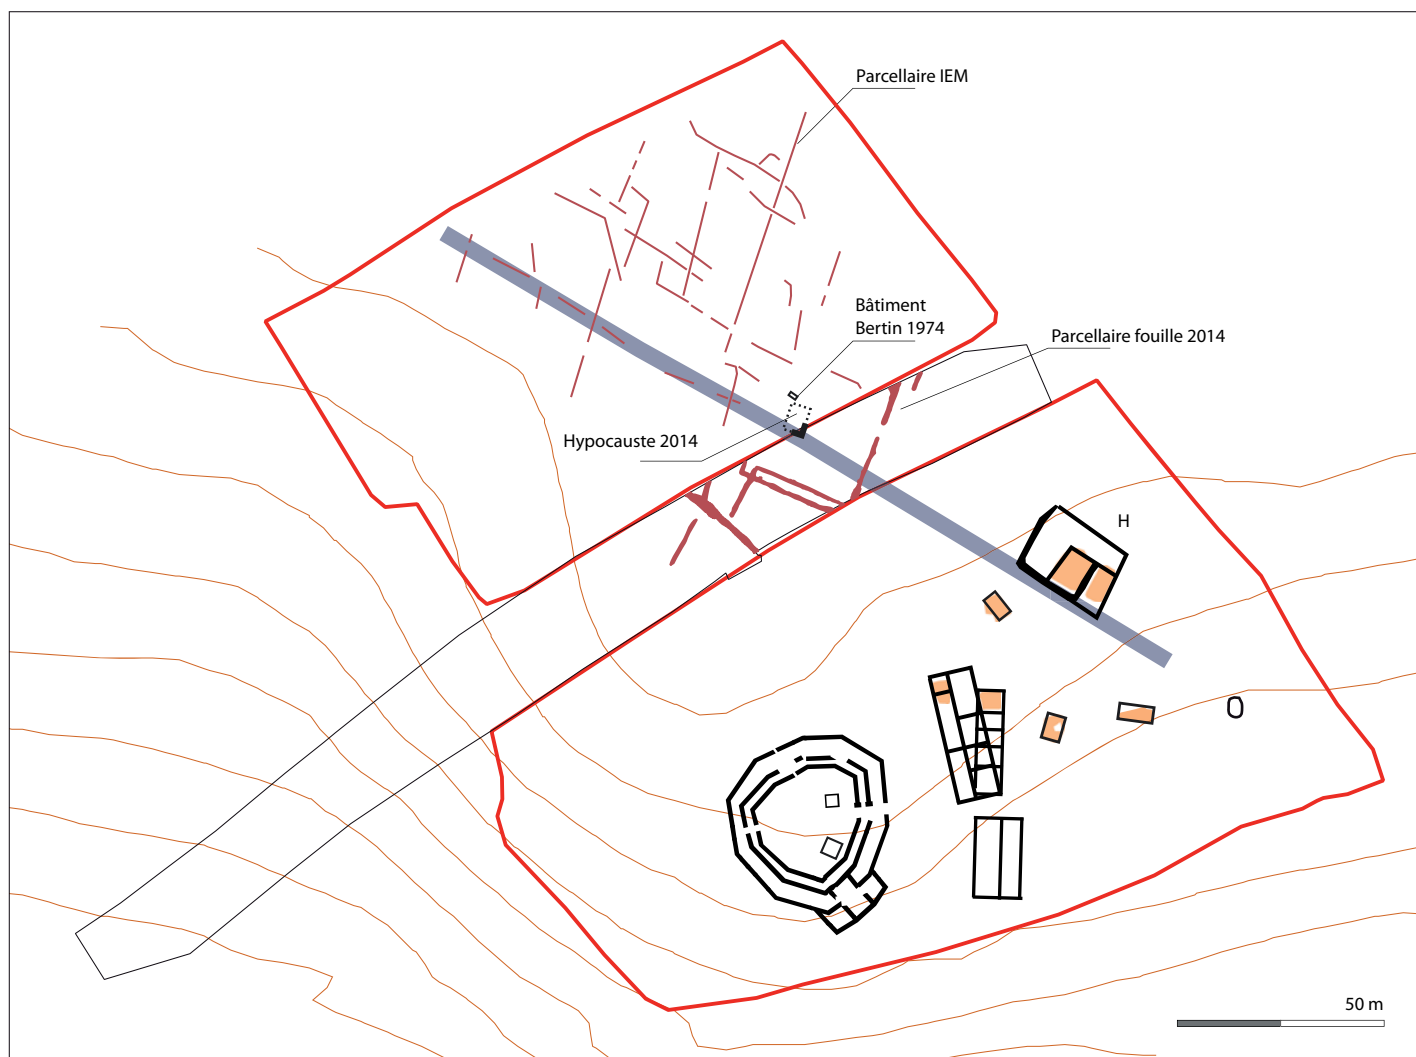 Parcellaire IEM
Bâtiment
Bertin 1974
Parcellaire fouille 2014
Hypocauste 2014
H
50 m